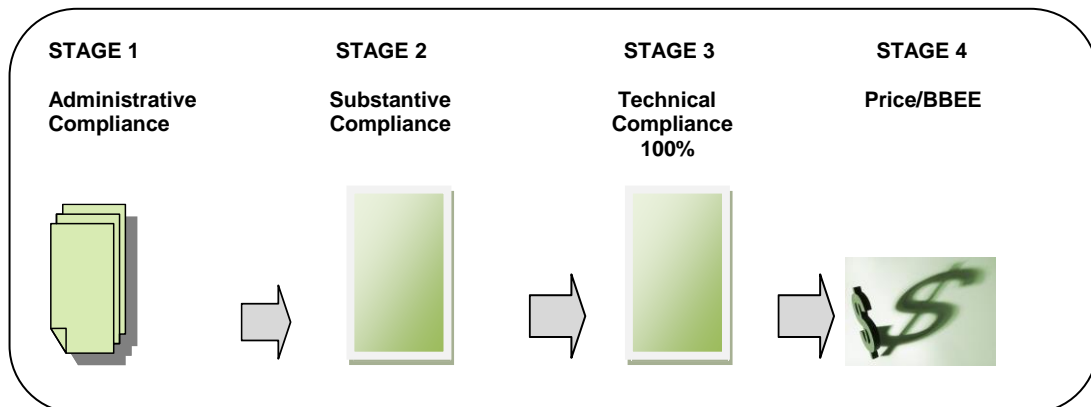 STAGE 1
Administrative
Compliance
STAGE 2
Substantive
Compliance
STAGE 3
Technical
Compliance
100%
STAGE 4
Price/BBEE
$